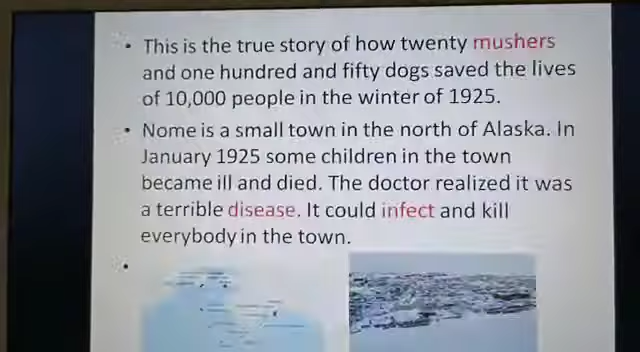 • This is the true story of how twenty mushers
and one hundred and fifty dogs saved the lives
of 10,000 people in the winter of 1925.
• Nome is a small town in the north of Alaska. In
January 1925 some children in the town
became ill and died. The doctor realized it was
a terrible disease. It could infect and kill
everybody in the town.
•